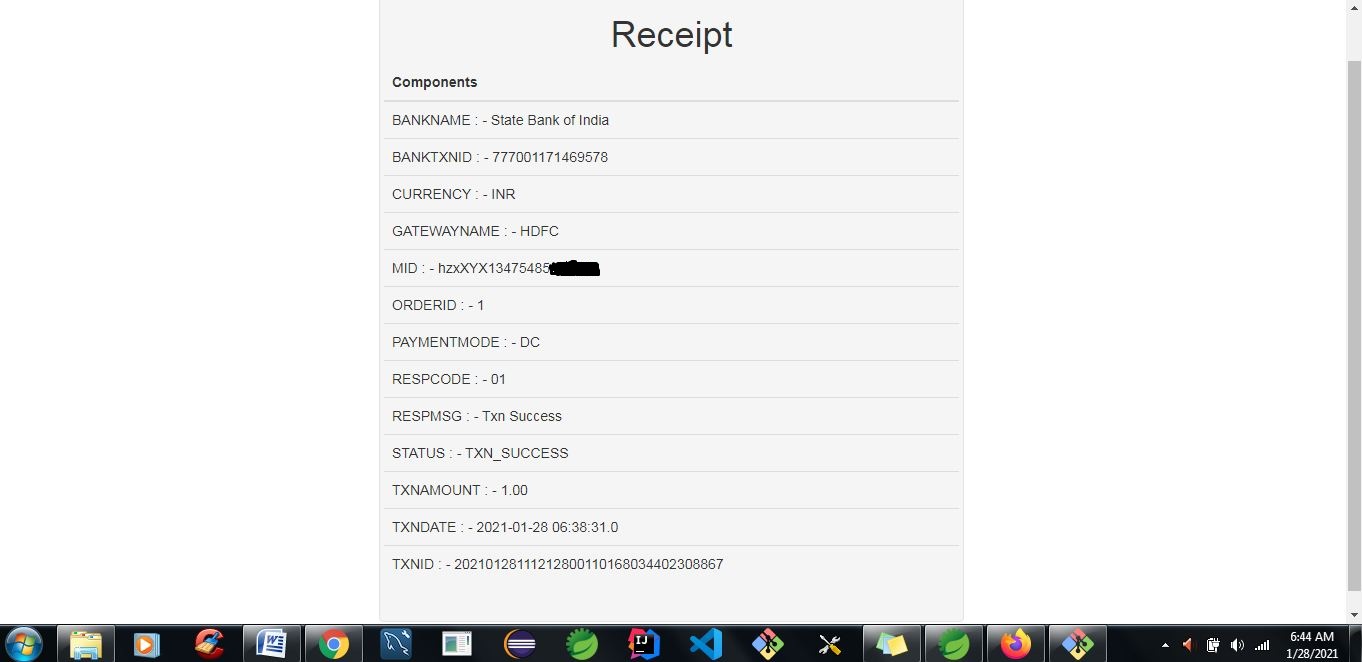 Receipt
Components
BANKNAME : - State Bank of India
BANKTXNID : - 777001171469578
CURRENCY : - INR
GATEWAYNAME : - HDFC
MID : - hzxXYX13475485
ORDERID : - 1
PAYMENTMODE : - DC
RESPCODE : - 01
RESPMSG : - Txn Success
STATUS : - TXN_SUCCESS
TXNAMOUNT : - 1.00
TXNDATE : - 2021-01-28 06:38:31.0
TXNID : - 20210128111212800110168034402308867
6:44 AM
1/28/2021